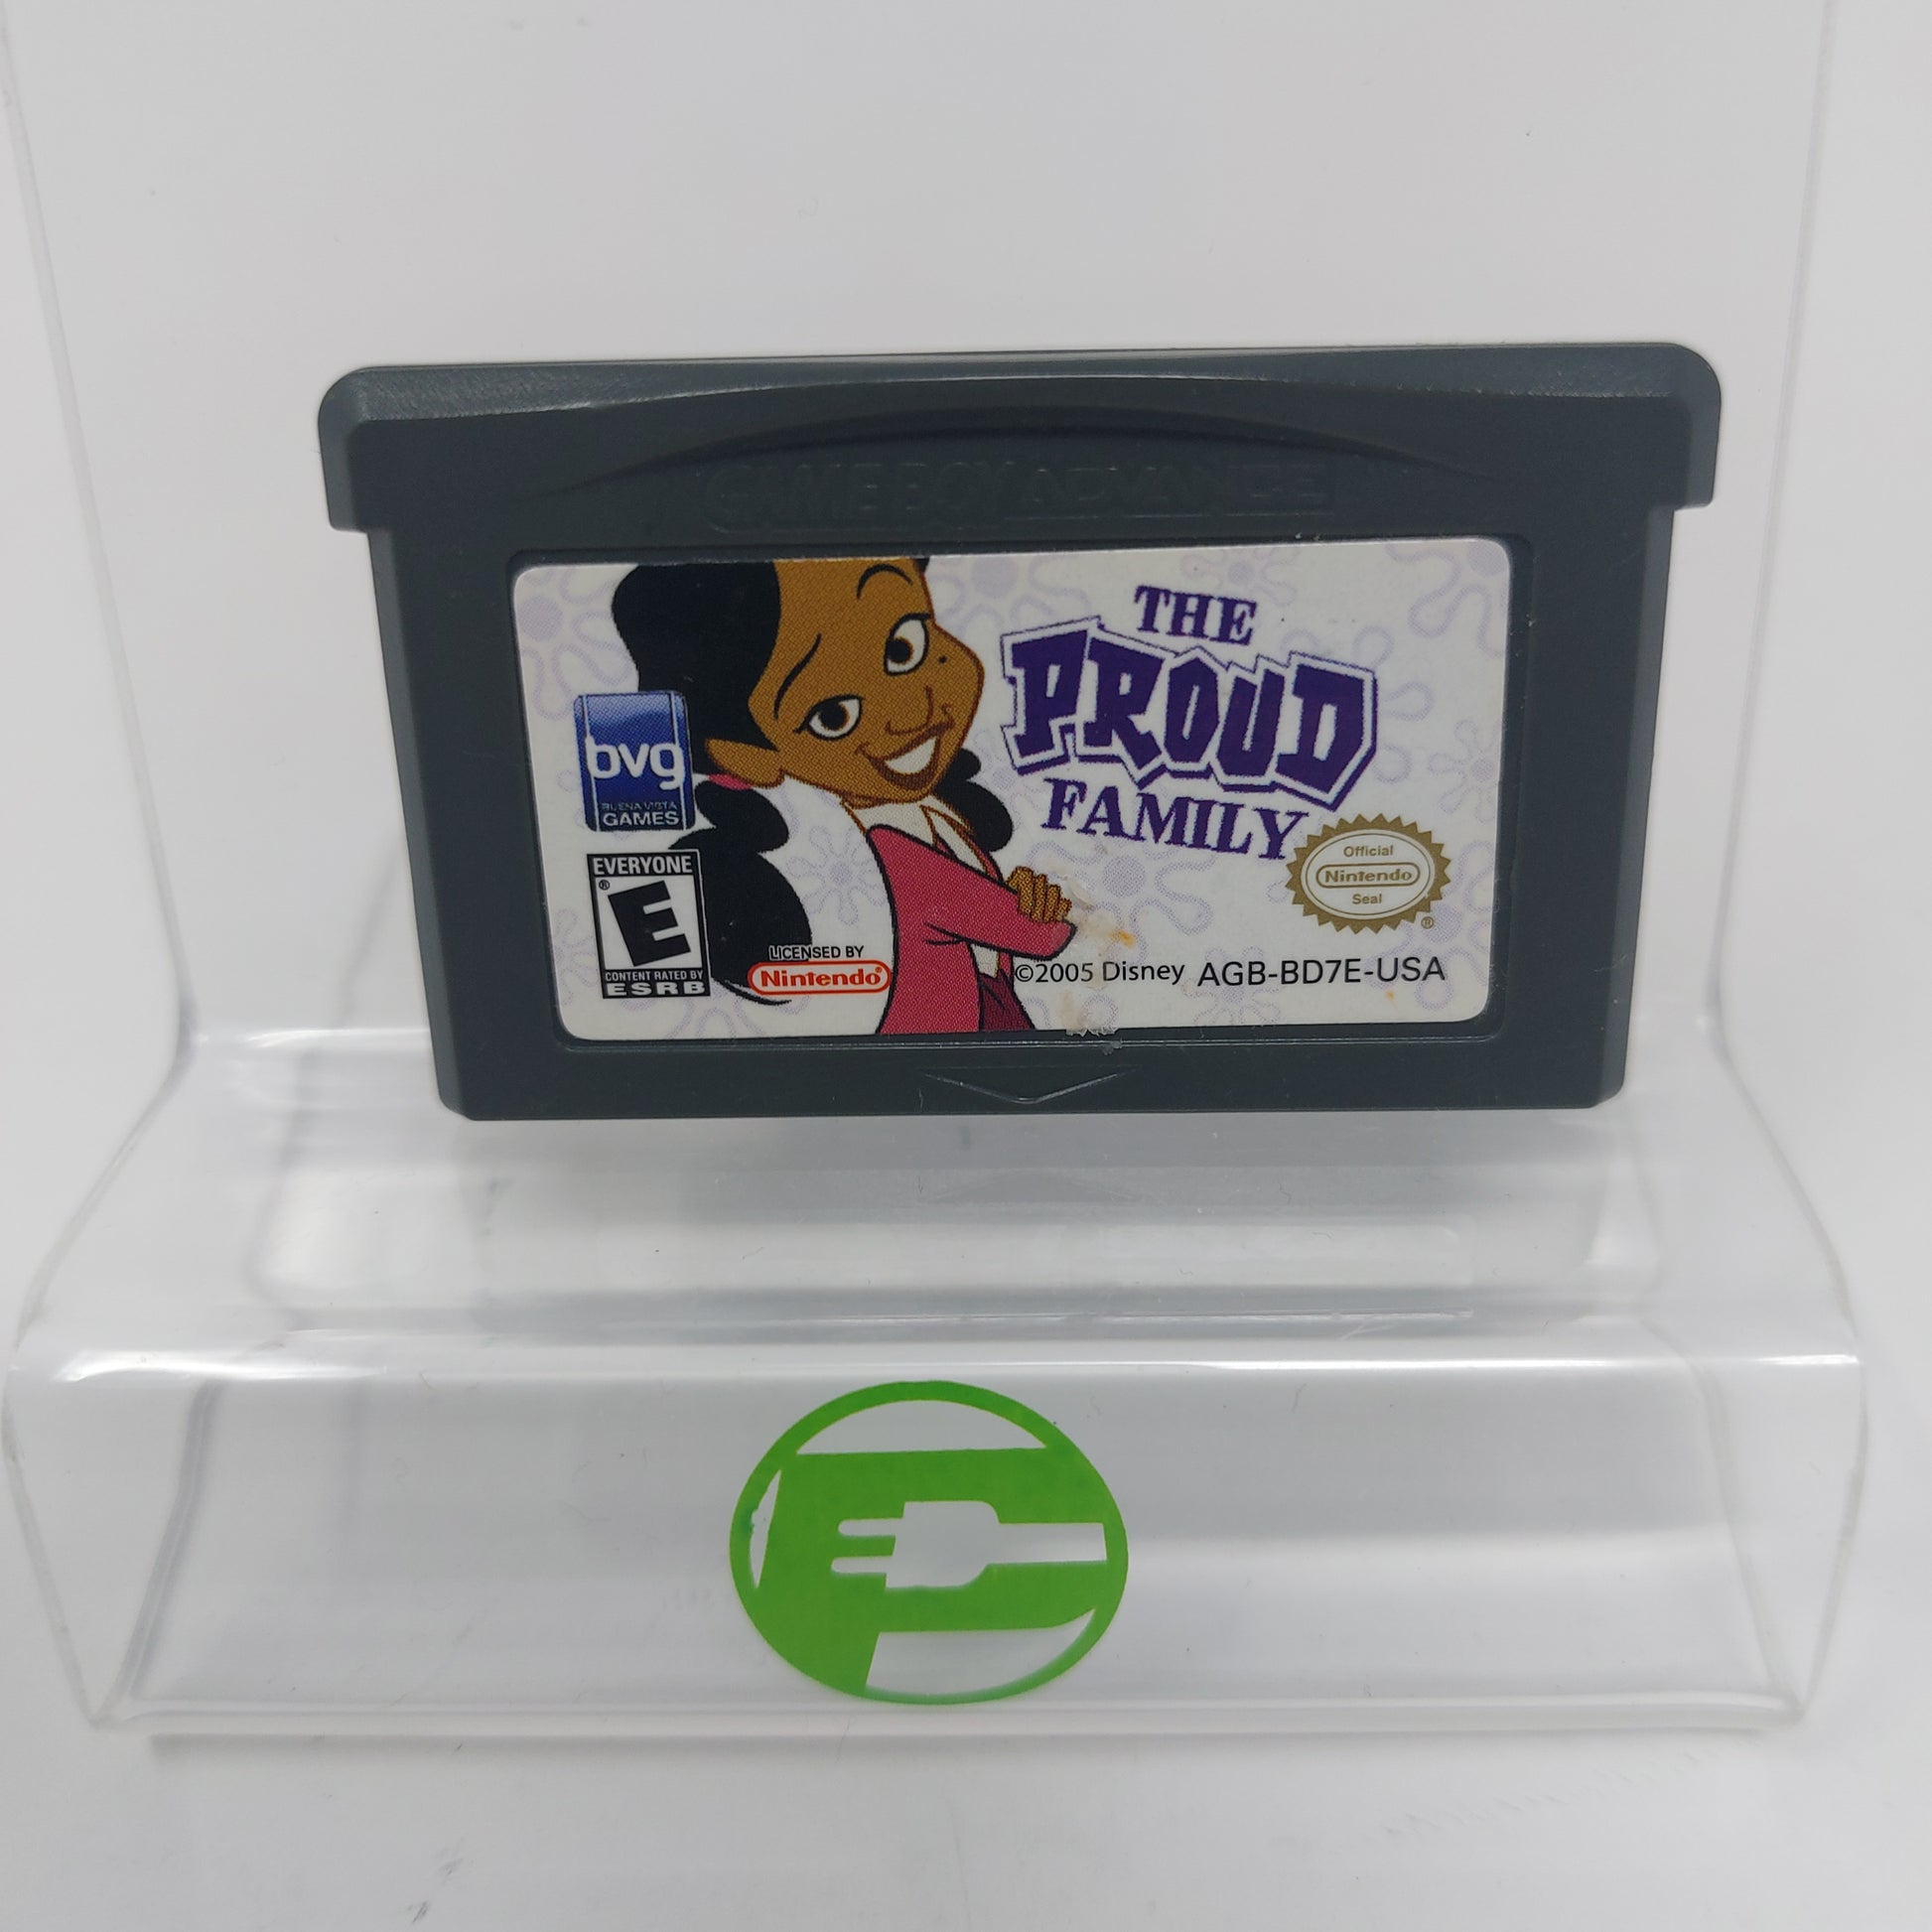 GAME BOY ADVANCE
THE
PROUD
FAMILY
bvg
BUENA VISTA
GAMES
EVERYONE
E
®
CONTENT RATED BY
ESRB
LICENSED BY
Nintendo®
Official
Nintendo
Seal
®
©2005 Disney AGB-BD7E-USA